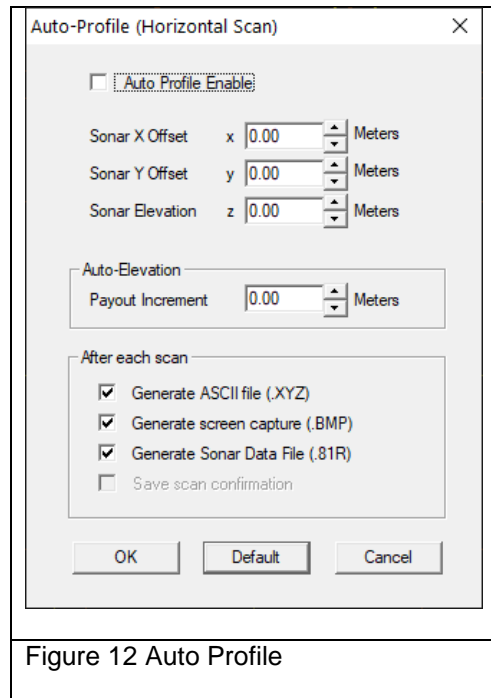 Auto-Profile (Horizontal Scan)
Auto Profile Enable
Sonar X Offset x 0.00 Meters
Sonar Y Offset y 0.00 Meters
Sonar Elevation z 0.00 Meters
Auto-Elevation
Payout Increment 0.00 Meters
After each scan
Generate ASCII file (.XYZ)
Generate screen capture (.BMP)
Generate Sonar Data File (.81R)
Save scan confirmation
OK Default Cancel
Figure 12 Auto Profile